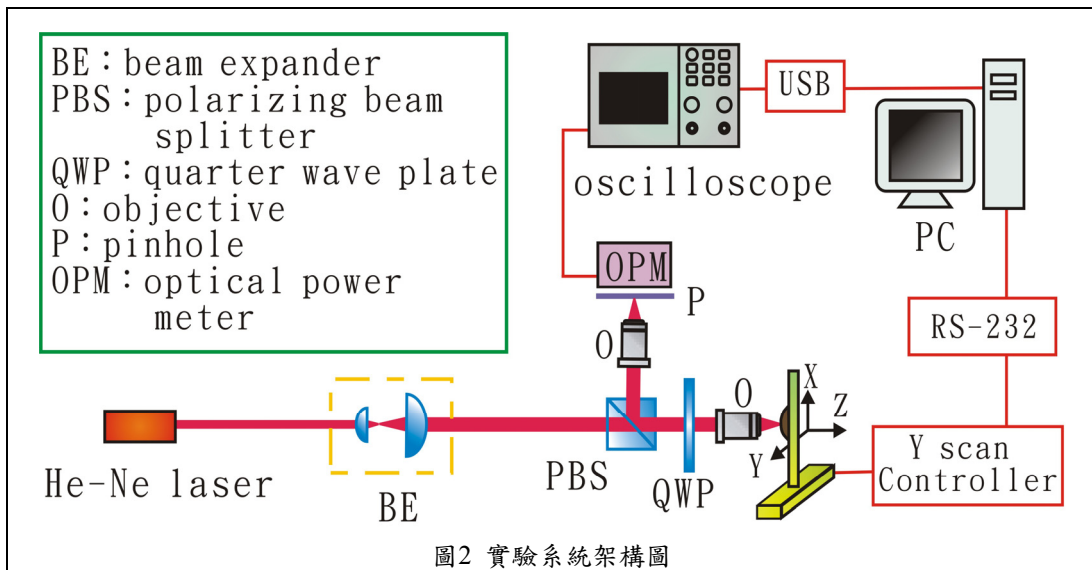 BE：beam expander
PBS：polarizing beam
splitter
QWP：quarter wave plate
O：objective
P：pinhole
OPM：optical power
meter
USB
oscilloscope
PC
OPM
P
O
RS-232
He-Ne laser
BE
PBS
QWP
O
X
Z
Y
Y scan
Controller
圖2 實驗系統架構圖